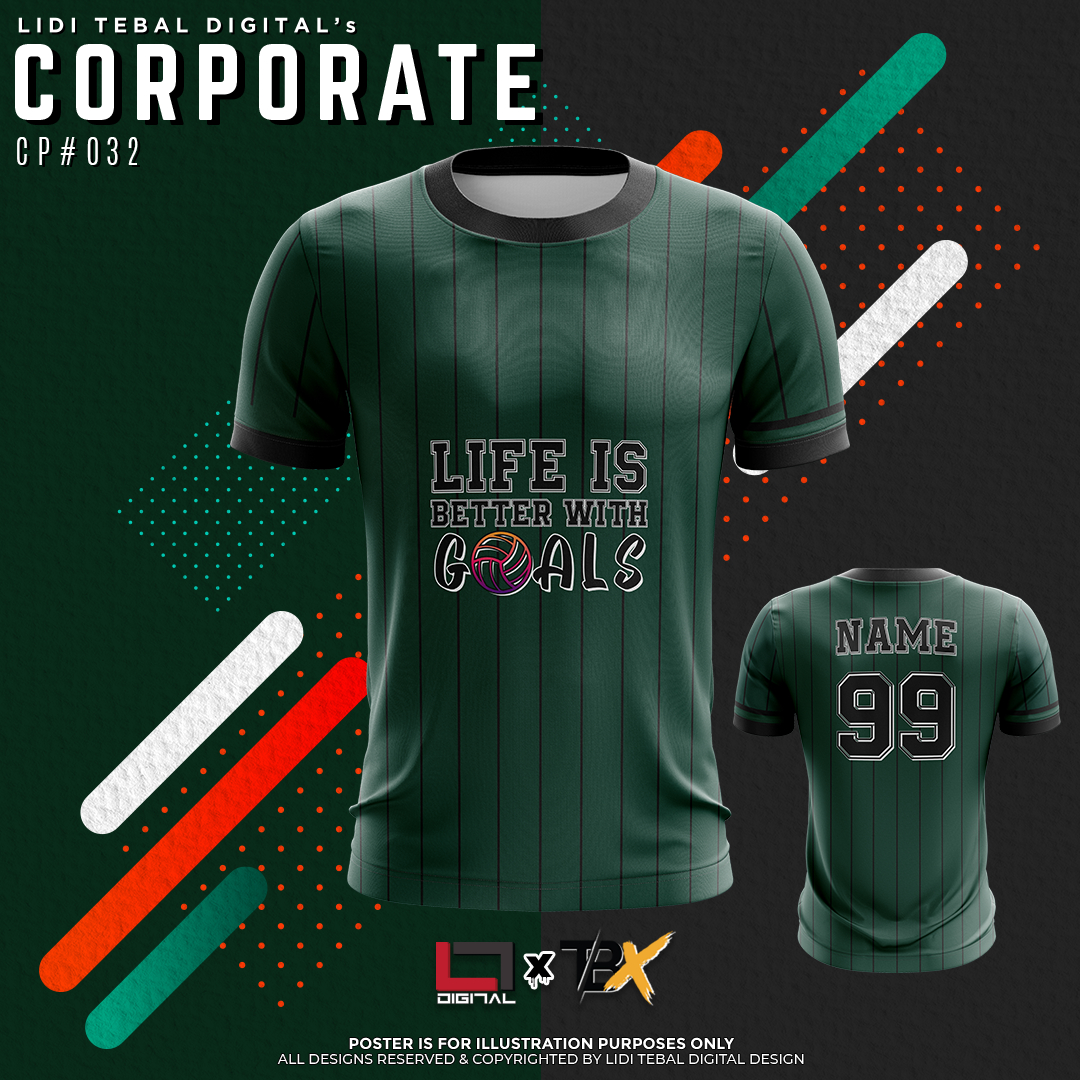 LIDI TEBAL DIGITAL's
CORPORATE
CP#032
LIFE IS
BETTER WITH
GOALS
NAME
99
DIGITAL
X
TBX
POSTER IS FOR ILLUSTRATION PURPOSES ONLY
ALL DESIGNS RESERVED & COPYRIGHTED BY LIDI TEBAL DIGITAL DESIGN